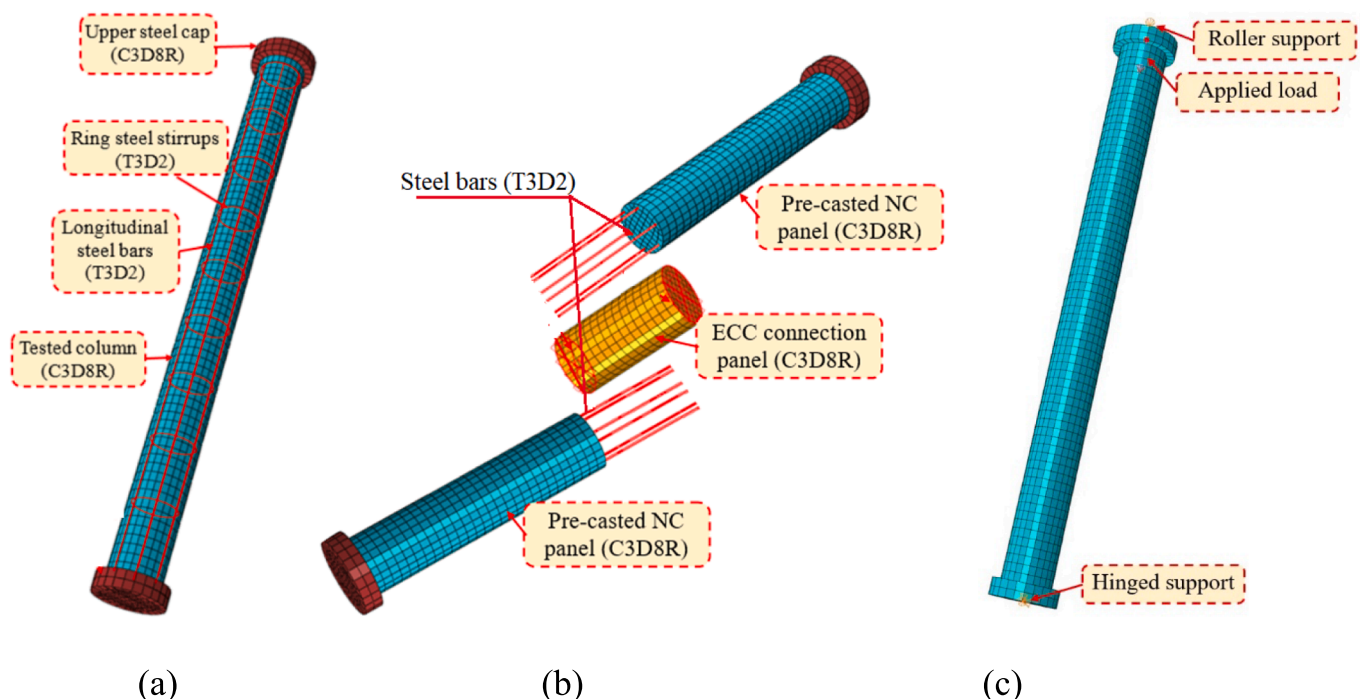 Upper steel cap
(C3D8R)
Ring steel stirrups
(T3D2)
Longitudinal
steel bars
(T3D2)
Tested column
(C3D8R)
Steel bars (T3D2)
Pre-casted NC
panel (C3D8R)
ECC connection
panel (C3D8R)
Pre-casted NC
panel (C3D8R)
Roller support
Applied load
Hinged support
(a)
(b)
(c)